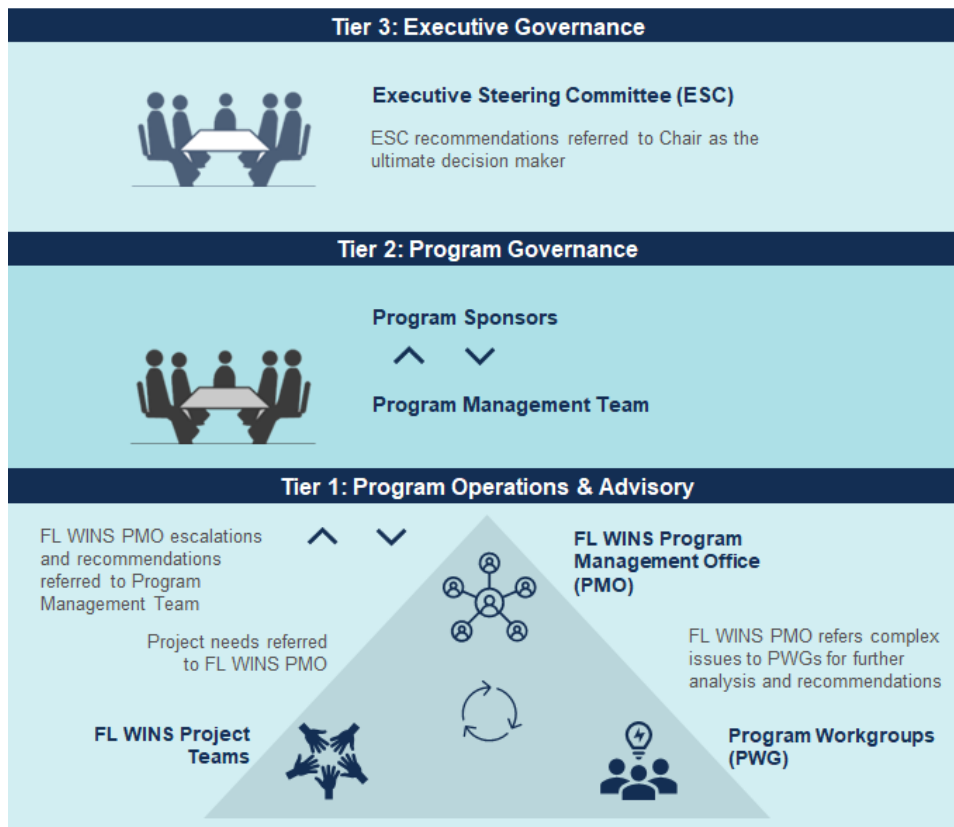 Tier 3: Executive Governance
Executive Steering Committee (ESC)
ESC recommendations referred to Chair as the
ultimate decision maker
Tier 2: Program Governance
Program Sponsors
Program Management Team
Tier 1: Program Operations & Advisory
FL WINS PMO escalations
and recommendations
referred to Program
Management Team
FL WINS Program
Management Office
(PMO)
Project needs referred
to FL WINS PMO
FL WINS PMO refers complex
issues to PWGs for further
analysis and recommendations
FL WINS Project
Teams
Program Workgroups
(PWG)